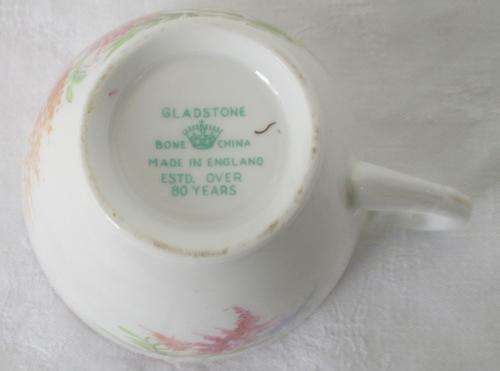 GLADSTONE
BONE CHINA
MADE IN ENGLAND
ESTD. OVER
80 YEARS